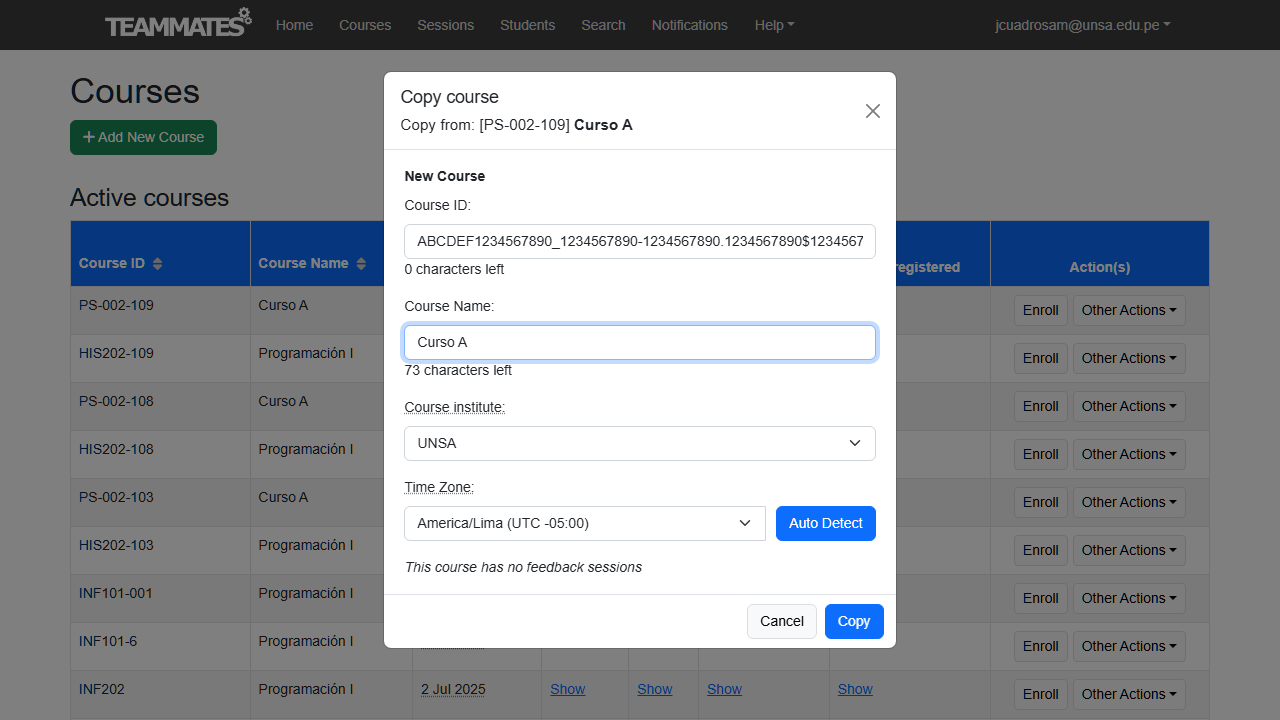 TEAMMATES Home Courses Sessions Students Search Notifications Help jcuadrosam@unsa.edu.pe
Courses
+ Add New Course
Active courses
Course ID Course Name registered Action(s)
PS-002-109 Curso A Enroll Other Actions
HIS202-109 Programación I Enroll Other Actions
PS-002-108 Curso A Enroll Other Actions
HIS202-108 Programación I Enroll Other Actions
PS-002-103 Curso A Enroll Other Actions
HIS202-103 Programación I Enroll Other Actions
INF101-001 Programación I Enroll Other Actions
INF101-6 Programación I Enroll Other Actions
INF202 Programación I 2 Jul 2025 Show Show Show Show Enroll Other Actions
Copy course
Copy from: [PS-002-109] Curso A
New Course
Course ID:
ABCDEF1234567890_1234567890-1234567890.1234567890$1234567
0 characters left
Course Name:
Curso A
73 characters left
Course institute:
UNSA
Time Zone:
America/Lima (UTC -05:00)
Auto Detect
This course has no feedback sessions
Cancel Copy